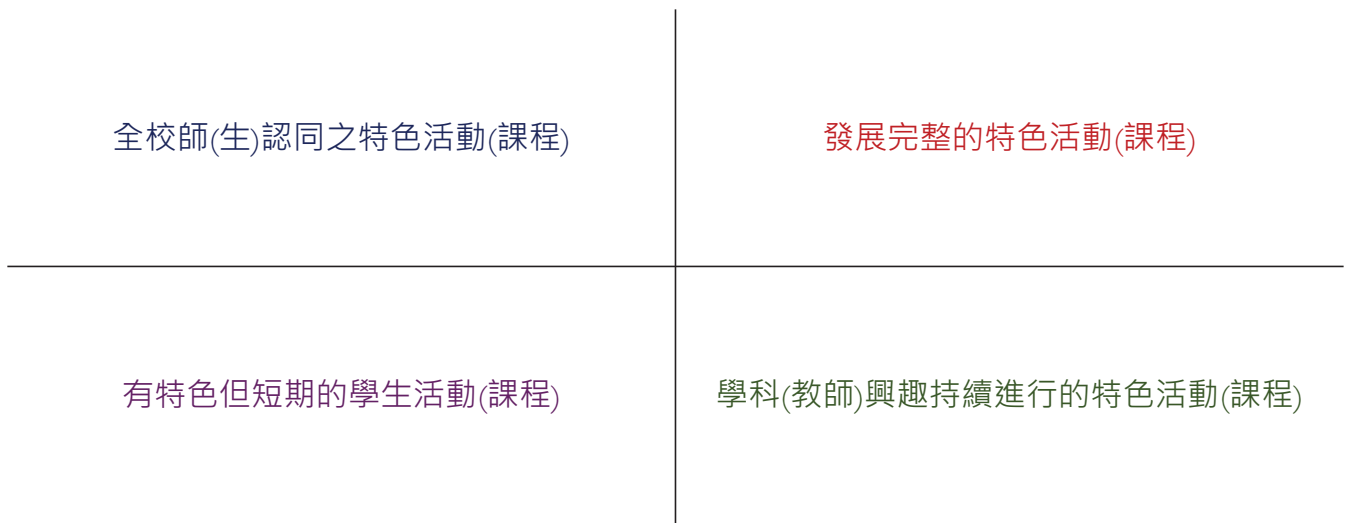 全校師(生)認同之特色活動(課程)
發展完整的特色活動(課程)
有特色但短期的學生活動(課程)
學科(教師)興趣持續進行的特色活動(課程)